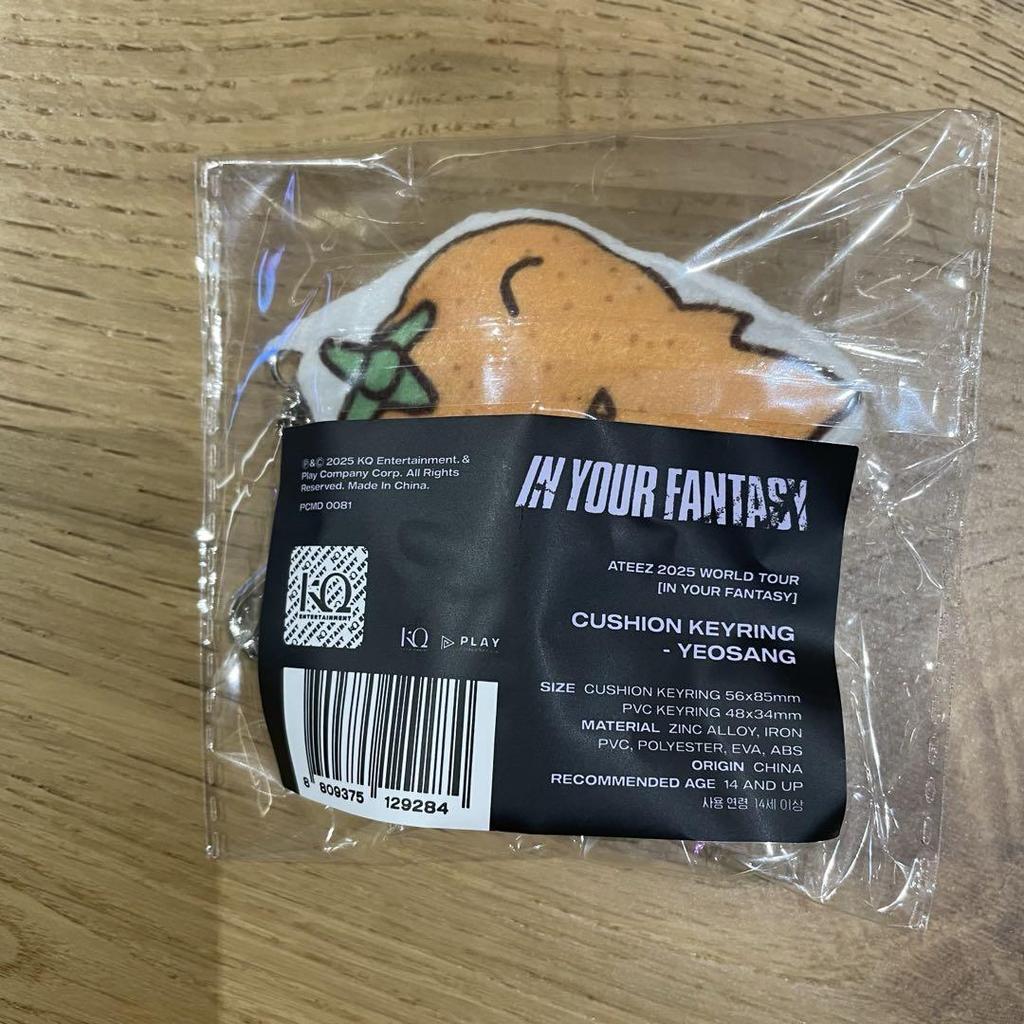 ℗&© 2025 KQ Entertainment. &
Play Company Corp. All Rights
Reserved. Made In China.
PCMD 0081
KQ
ENTERTAINMENT
KQ
PLAY
8 809375 129284
IN YOUR FANTASY
ATEEZ 2025 WORLD TOUR
[IN YOUR FANTASY]
CUSHION KEYRING
- YEOSANG
SIZE CUSHION KEYRING 56x85mm
PVC KEYRING 48x34mm
MATERIAL ZINC ALLOY, IRON
PVC, POLYESTER, EVA, ABS
ORIGIN CHINA
RECOMMENDED AGE 14 AND UP
사용 연령 14세 이상